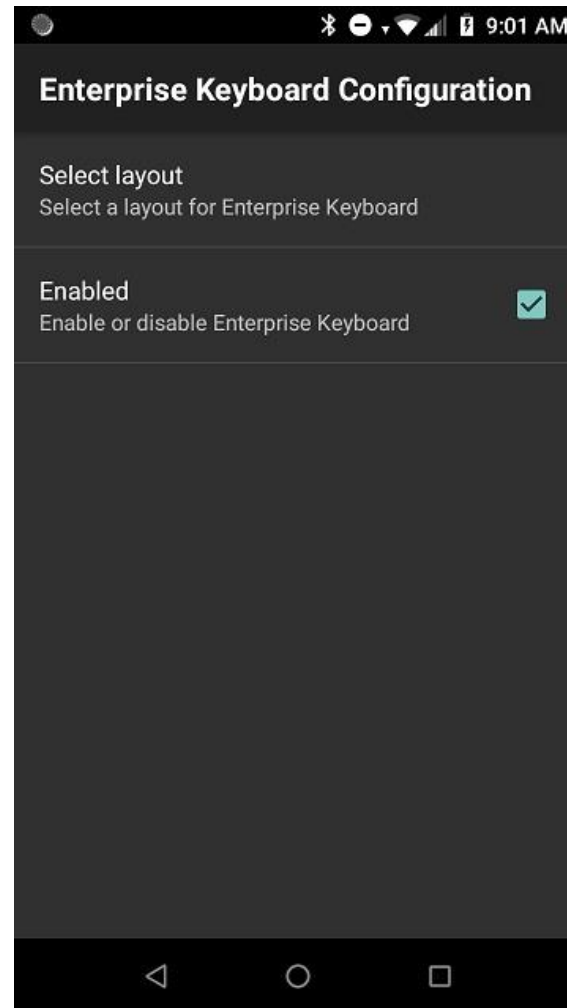 9:01 AM
Enterprise Keyboard Configuration
Select layout
Select a layout for Enterprise Keyboard
Enabled
Enable or disable Enterprise Keyboard